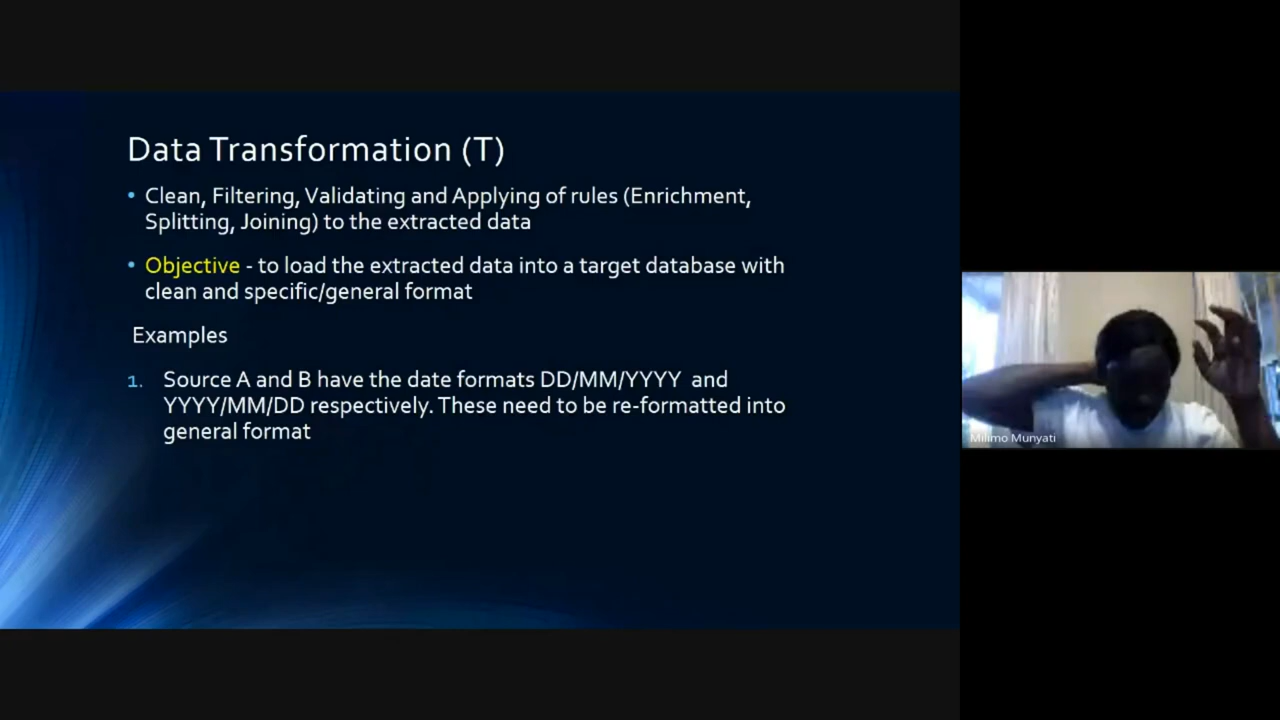 Data Transformation (T)
• Clean, Filtering, Validating and Applying of rules (Enrichment,
Splitting, Joining) to the extracted data
• Objective - to load the extracted data into a target database with
clean and specific/general format
Examples
1. Source A and B have the date formats DD/MM/YYYY and
YYYY/MM/DD respectively. These need to be re-formatted into
general format
Milimo Munyati